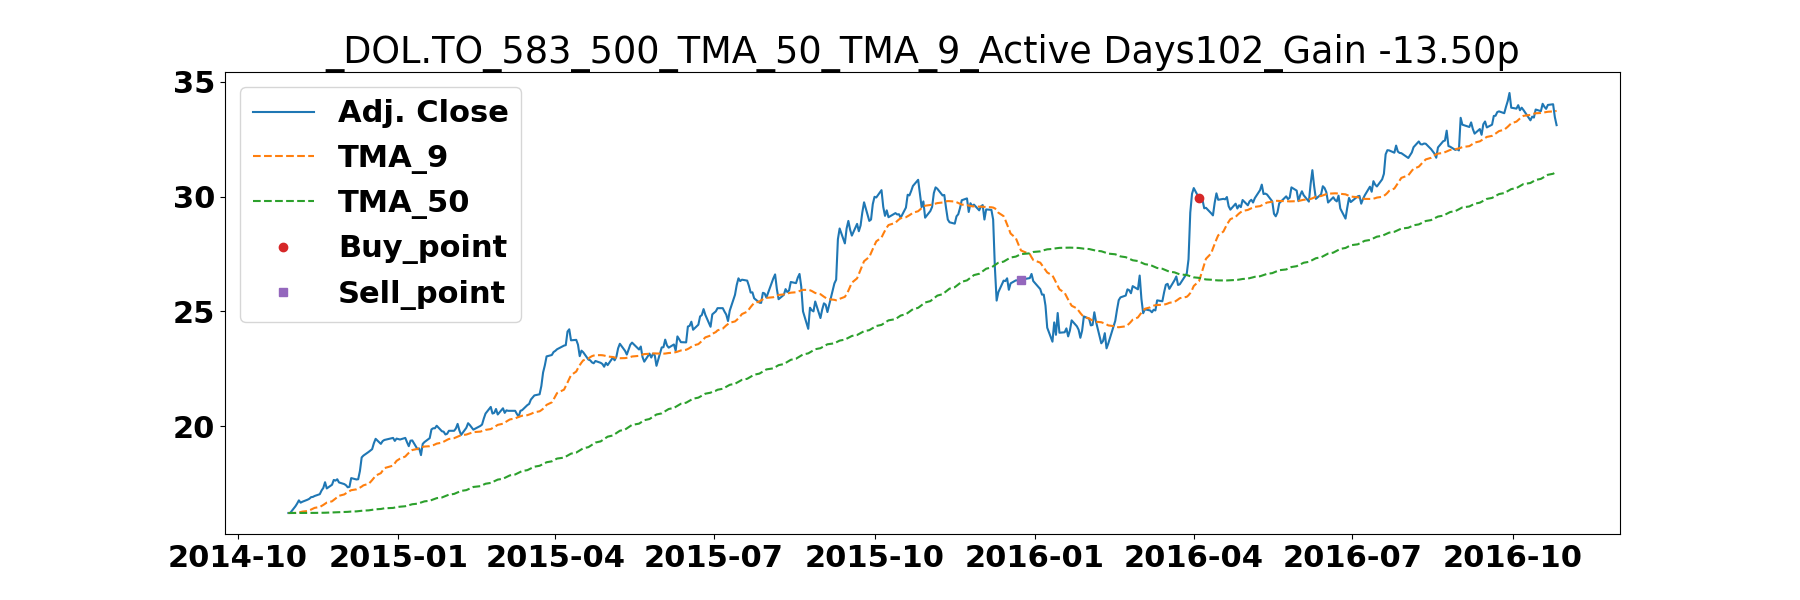 _DOL.TO_583_500_TMA_50_TMA_9_Active Days102_Gain -13.50p
35
30
25
20
Adj. Close
TMA_9
TMA_50
Buy_point
Sell_point
2014-10 2015-01 2015-04 2015-07 2015-10 2016-01 2016-04 2016-07 2016-10